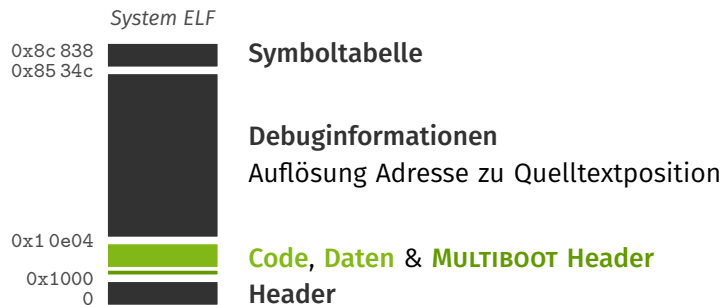 System ELF
0x8c 838
Symboltabelle
0x85 34c
Debuginformationen
Auflösung Adresse zu Quelltextposition
0x1 0e04
Code, Daten & MULTIBOOT Header
0x1000
Header
0